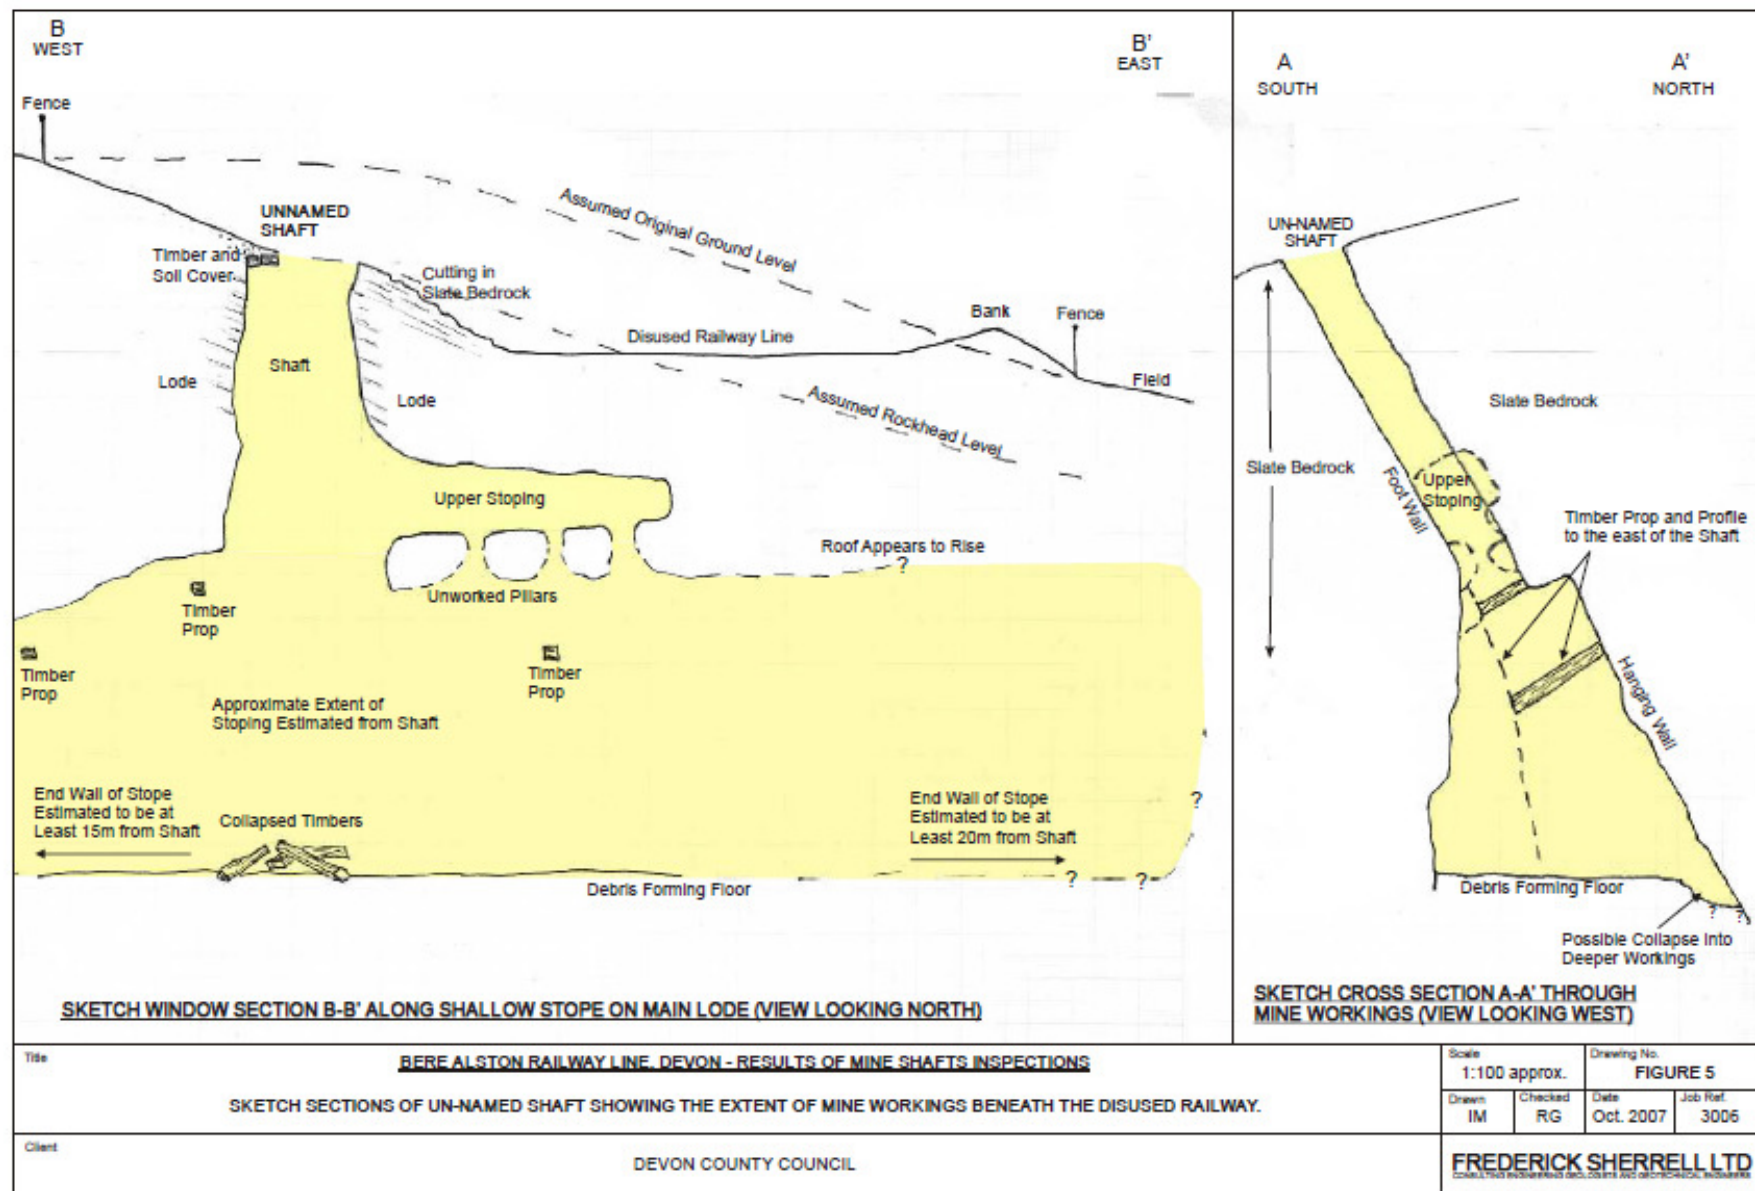 B
WEST
B'
EAST
Fence
UNNAMED
SHAFT
Timber and
Soil Cover
Assumed Original Ground Level
Cutting in
Slate Bedrock
Bank
Fence
Disused Railway Line
Shaft
Lode
Lode
Field
Assumed Rockhead Level
Upper Stoping
Roof Appears to Rise
?
Unworked Pillars
Timber
Prop
Timber
Prop
Timber
Prop
Approximate Extent of
Stoping Estimated from Shaft
End Wall of Stope
Estimated to be at
Least 15m from Shaft
Collapsed Timbers
End Wall of Stope
Estimated to be at
Least 20m from Shaft
?
?
?
Debris Forming Floor
SKETCH WINDOW SECTION B-B' ALONG SHALLOW STOPE ON MAIN LODE (VIEW LOOKING NORTH)
A
SOUTH
A'
NORTH
UN-NAMED
SHAFT
Slate Bedrock
Slate Bedrock
Foot Wall
Upper
Stoping
Timber Prop and Profile
to the east of the Shaft
Hanging Wall
Debris Forming Floor
? ?
Possible Collapse Into
Deeper Workings
SKETCH CROSS SECTION A-A' THROUGH
MINE WORKINGS (VIEW LOOKING WEST)
Title
BERE ALSTON RAILWAY LINE, DEVON - RESULTS OF MINE SHAFTS INSPECTIONS
SKETCH SECTIONS OF UN-NAMED SHAFT SHOWING THE EXTENT OF MINE WORKINGS BENEATH THE DISUSED RAILWAY.
Scale
1:100 approx.
Drawing No.
FIGURE 5
Drawn
IM
Checked
RG
Date
Oct. 2007
Job Ref.
3006
Client
DEVON COUNTY COUNCIL
FREDERICK SHERRELL LTD